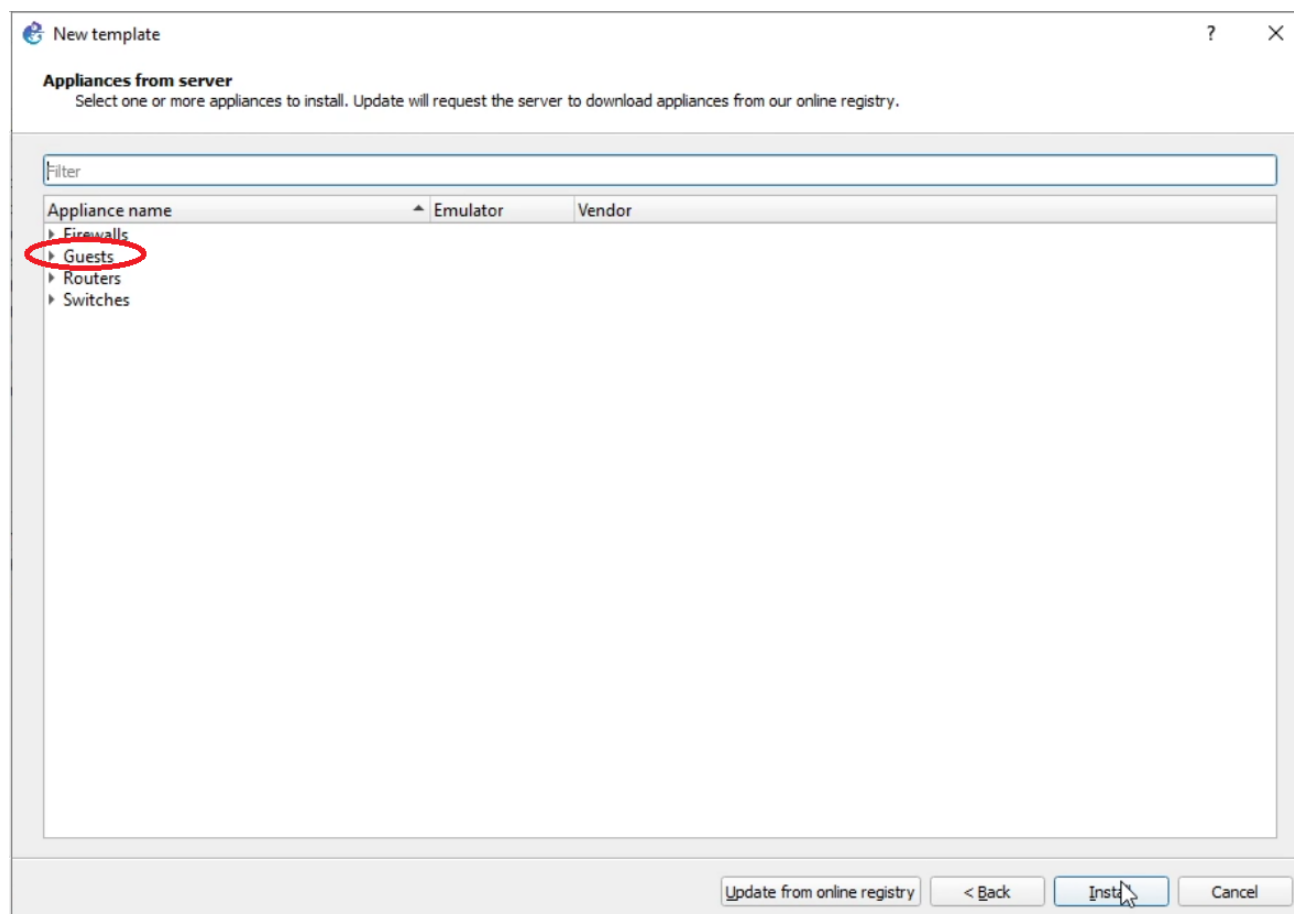 New template
Appliances from server
Select one or more appliances to install. Update will request the server to download appliances from our online registry.
Filter
Appliance name Emulator Vendor
Firewalls
Guests
Routers
Switches
Update from online registry < Back Install Cancel